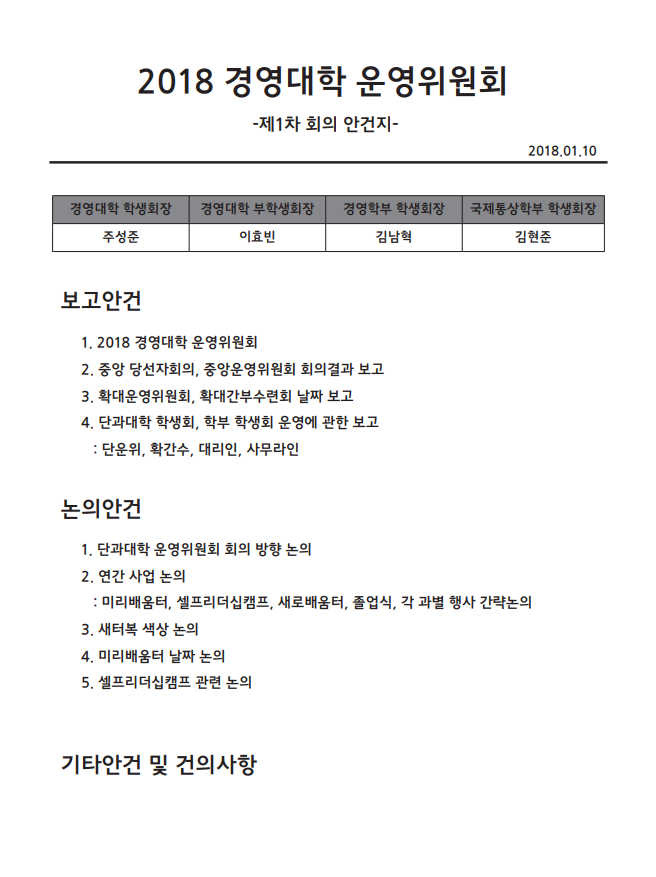 2018 경영대학 운영위원회
-제1차 회의 안건지-
2018.01.10
경영대학 학생회장 경영대학 부학생회장 경영학부 학생회장 국제통상학부 학생회장
주성준 이효빈 김남혁 김현준
보고안건
1. 2018 경영대학 운영위원회
2. 중앙 당선자회의, 중앙운영위원회 회의결과 보고
3. 확대운영위원회, 확대간부수련회 날짜 보고
4. 단과대학 학생회, 학부 학생회 운영에 관한 보고
: 단운위, 확간수, 대리인, 사무라인
논의안건
1. 단과대학 운영위원회 회의 방향 논의
2. 연간 사업 논의
: 미리배움터, 셀프리더십캠프, 새로배움터, 졸업식, 각 과별 행사 간략논의
3. 새터복 색상 논의
4. 미리배움터 날짜 논의
5. 셀프리더십캠프 관련 논의
기타안건 및 건의사항